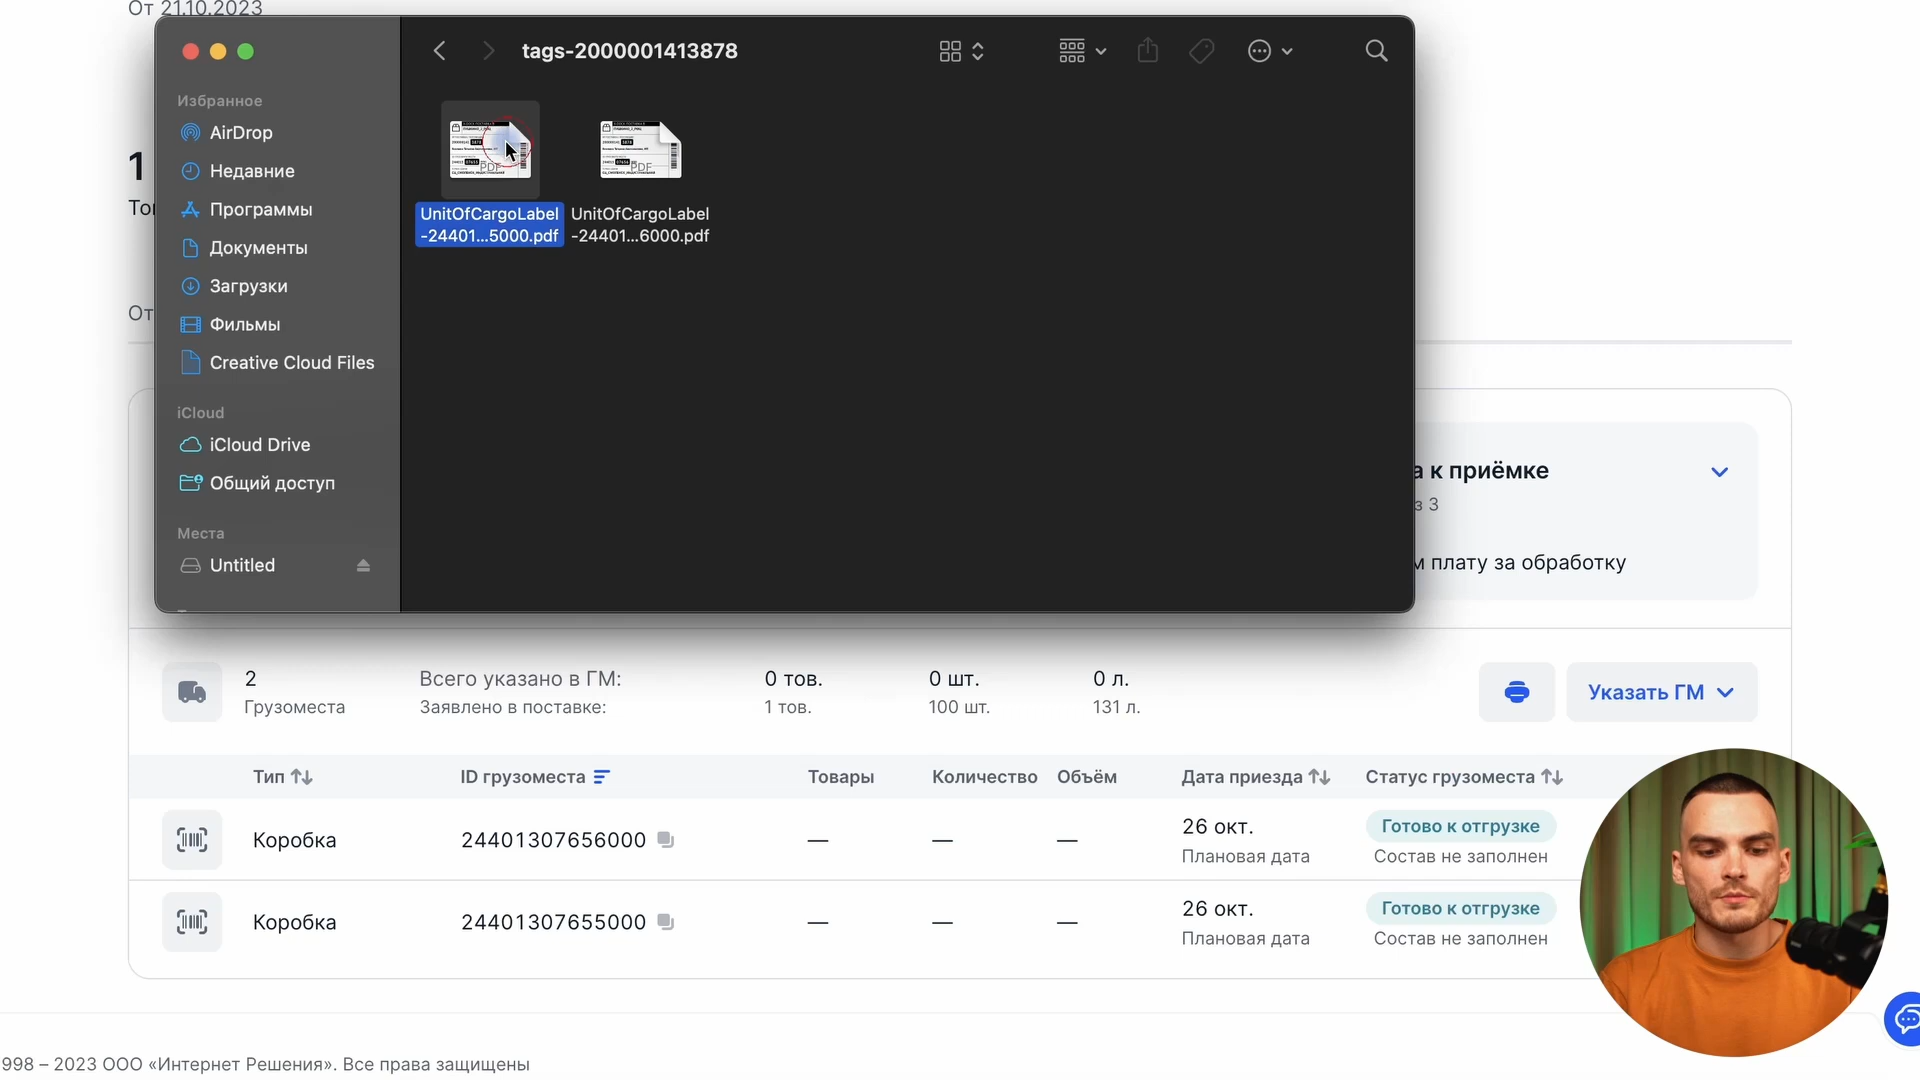 От 21.10.2023
tags-2000001413878
Избранное
AirDrop
Недавние
Программы
Документы
Загрузки
Фильмы
Creative Cloud Files
iCloud
iCloud Drive
Общий доступ
Места
Untitled
PDF
UnitOfCargoLabel
-24401...5000.pdf
PDF
UnitOfCargoLabel
-24401...6000.pdf
1
От
а к приёмке
з 3
м плату за обработку
2
Грузоместа
Всего указано в ГМ:
0 тов.
0 шт.
0 л.
Заявлено в поставке:
1 тов.
100 шт.
131 л.
Указать ГМ
Тип
ID грузоместа
Товары
Количество
Объём
Дата приезда
Статус грузоместа
Коробка
24401307656000
—
—
—
26 окт.
Плановая дата
Готово к отгрузке
Состав не заполнен
Коробка
24401307655000
—
—
—
26 окт.
Плановая дата
Готово к отгрузке
Состав не заполнен
998 – 2023 ООО «Интернет Решения». Все права защищены